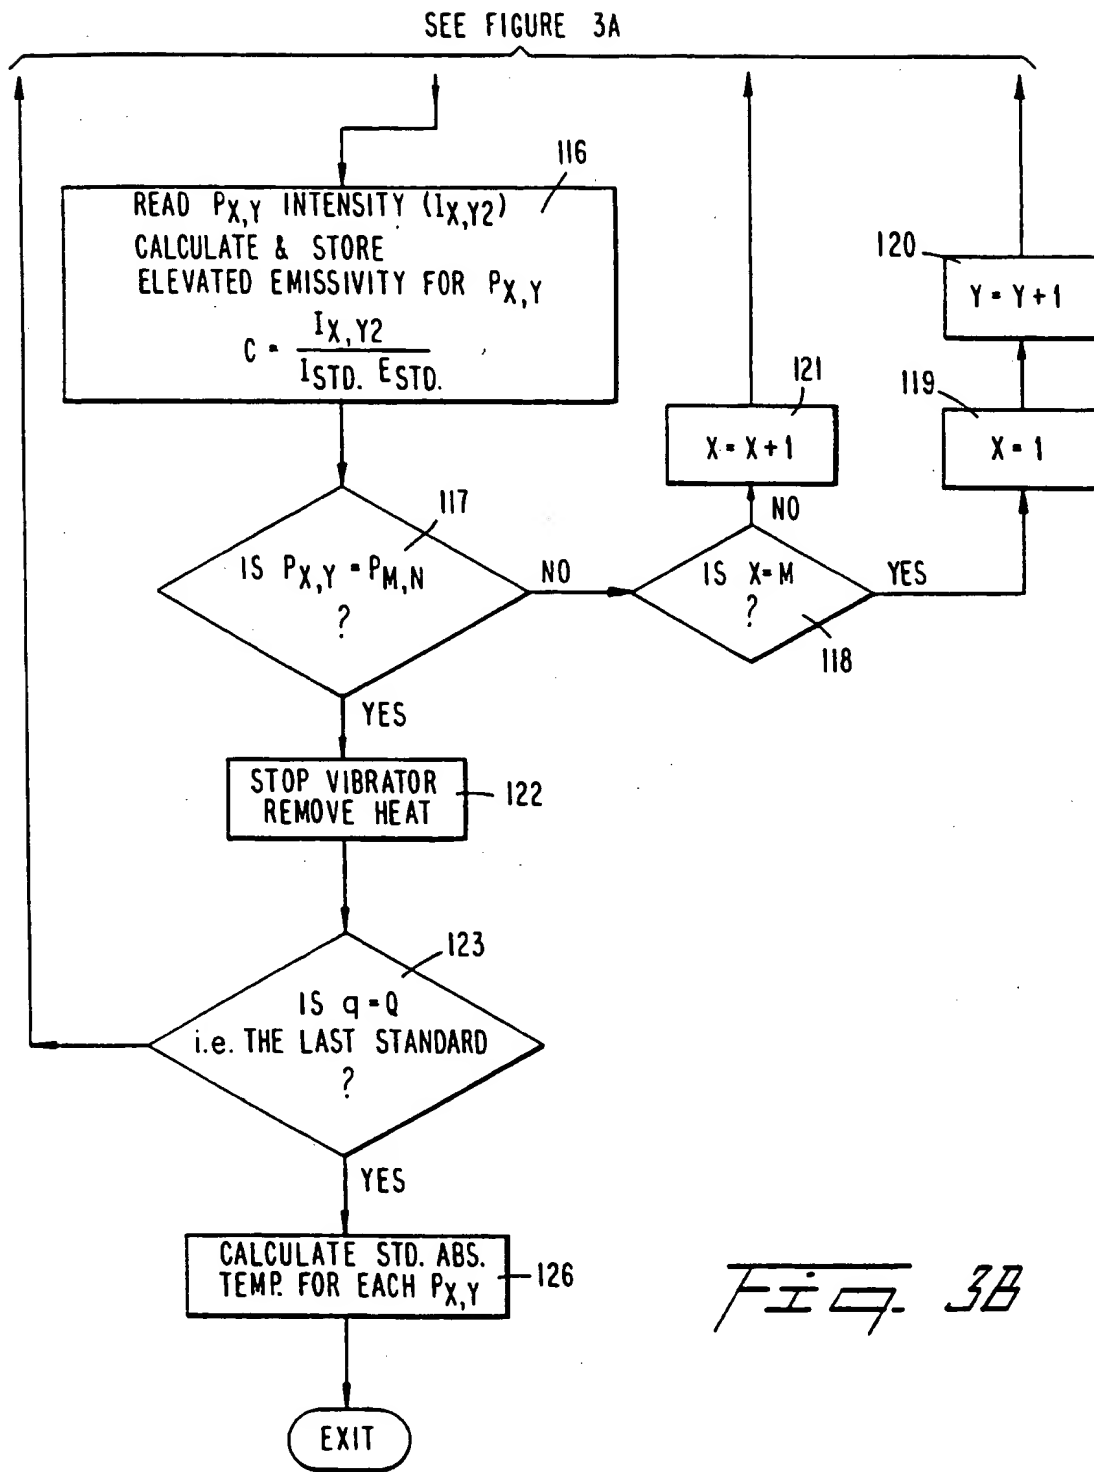 SEE FIGURE 3A
116
READ PX,Y INTENSITY (IX,Y2)
CALCULATE & STORE
ELEVATED EMISSIVITY FOR PX,Y
C = IX,Y2
ISTD. ESTD.
120
Y = Y + 1
121
X = X + 1
119
X = 1
117
IS PX,Y = PM,N
?
NO
NO
IS X = M
?
YES
118
YES
STOP VIBRATOR
REMOVE HEAT
122
123
IS q = Q
i.e. THE LAST STANDARD
?
YES
CALCULATE STD. ABS.
TEMP. FOR EACH PX,Y
126
EXIT
Fig. 3B